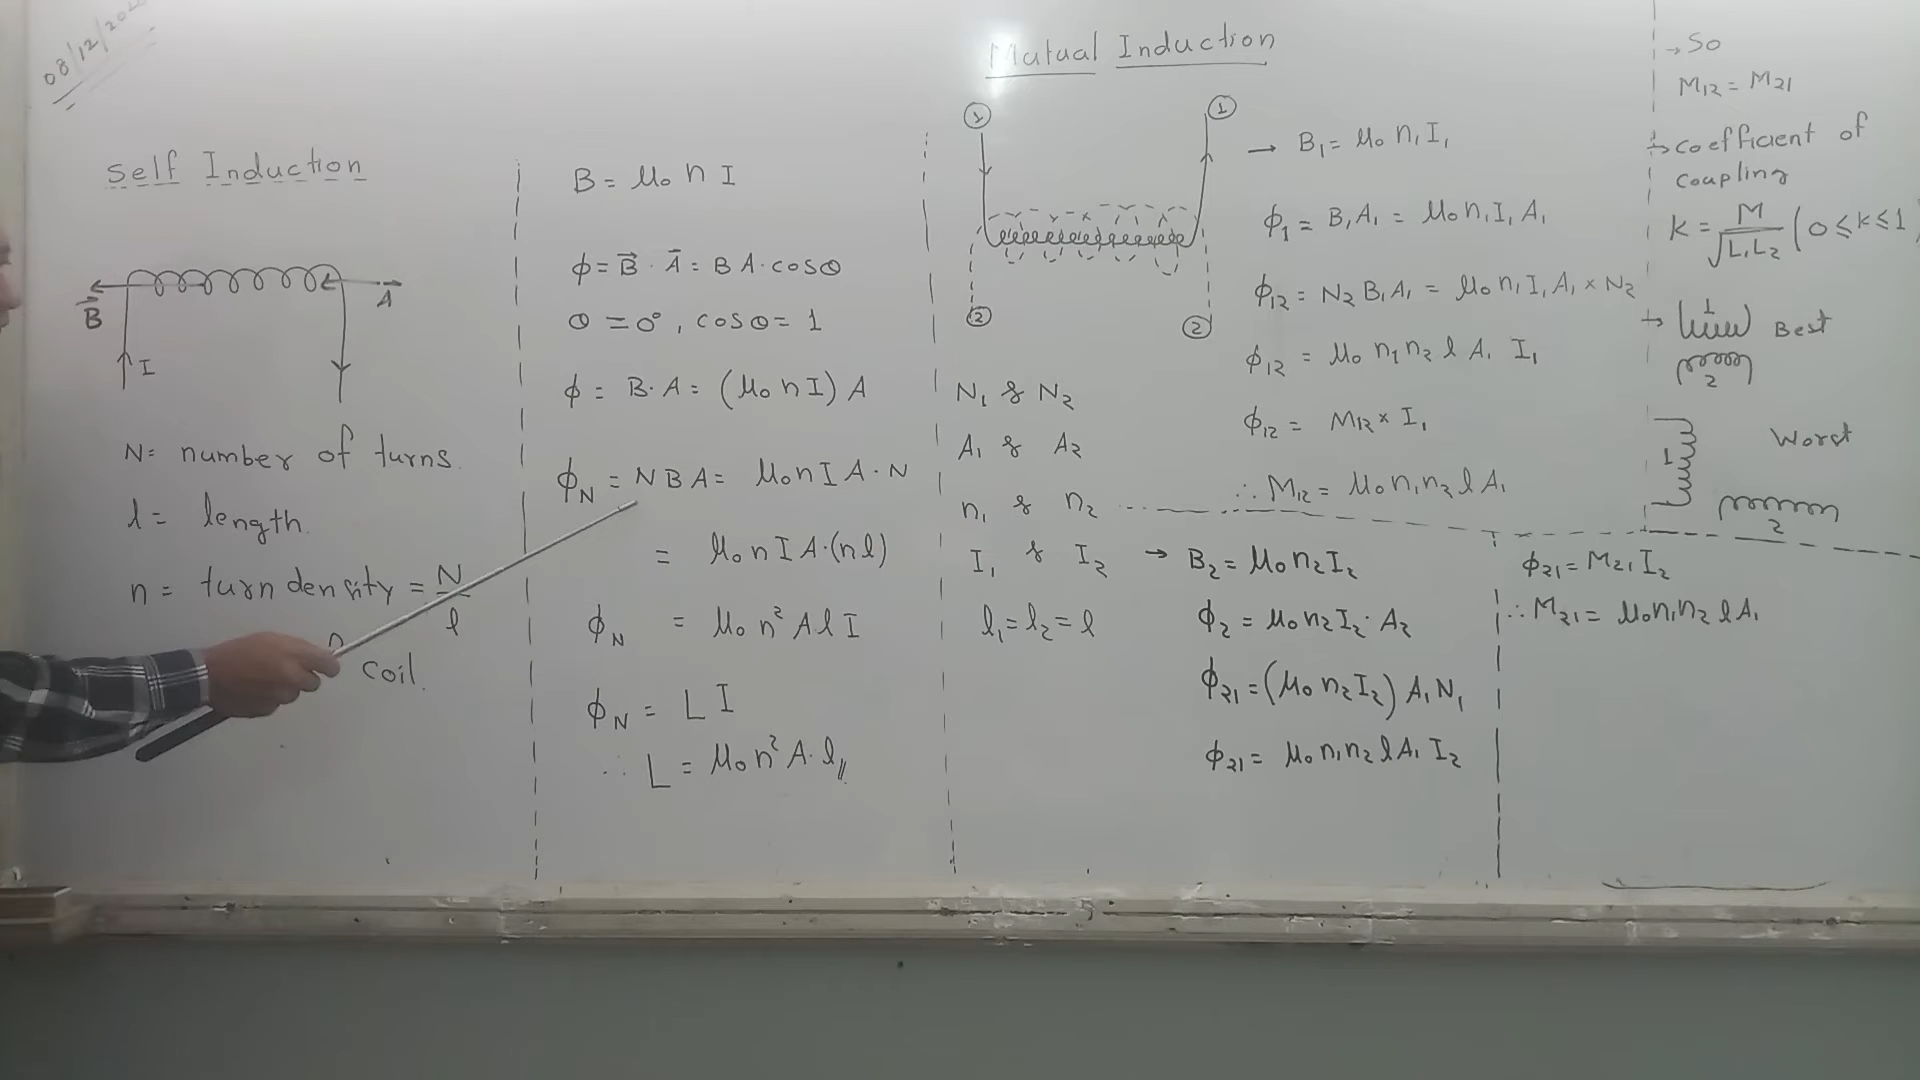 08/12/202
Self Induction
B
A
I
N= number of turns.
l= length.
n = turn density = N/l
coil.
B = μ₀ n I
ϕ = B⃗ · A⃗ = B A · cosθ
θ = 0°, cosθ = 1
ϕ = B · A = (μ₀ n I) A
ϕN = N B A = μ₀ n I A · N
= μ₀ n I A · (n l)
ϕN = μ₀ n² A l I
ϕN = L I
∴ L = μ₀ n² A · l //
Mutual Induction
1
1
2
2
N₁ & N₂
A₁ & A₂
n₁ & n₂
I₁ & I₂
l₁ = l₂ = l
→ B₁ = μ₀ n₁ I₁
ϕ₁ = B₁ A₁ = μ₀ n₁ I₁ A₁
ϕ₁₂ = N₂ B₁ A₁ = μ₀ n₁ I₁ A₁ × N₂
ϕ₁₂ = μ₀ n₁ n₂ l A₁ I₁
ϕ₁₂ = M₁₂ × I₁
∴ M₁₂ = μ₀ n₁ n₂ l A₁
→ B₂ = μ₀ n₂ I₂
ϕ₂ = μ₀ n₂ I₂ · A₂
ϕ₂₁ = (μ₀ n₂ I₂) A₁ N₁
ϕ₂₁ = μ₀ n₁ n₂ l A₁ I₂
ϕ₂₁ = M₂₁ I₂
∴ M₂₁ = μ₀ n₁ n₂ l A₁
→ So
M₁₂ = M₂₁
↳ coefficient of
coupling
k = M/√L₁L₂ (0 ≤ k ≤ 1)
1
Best
2
1
Worst
2